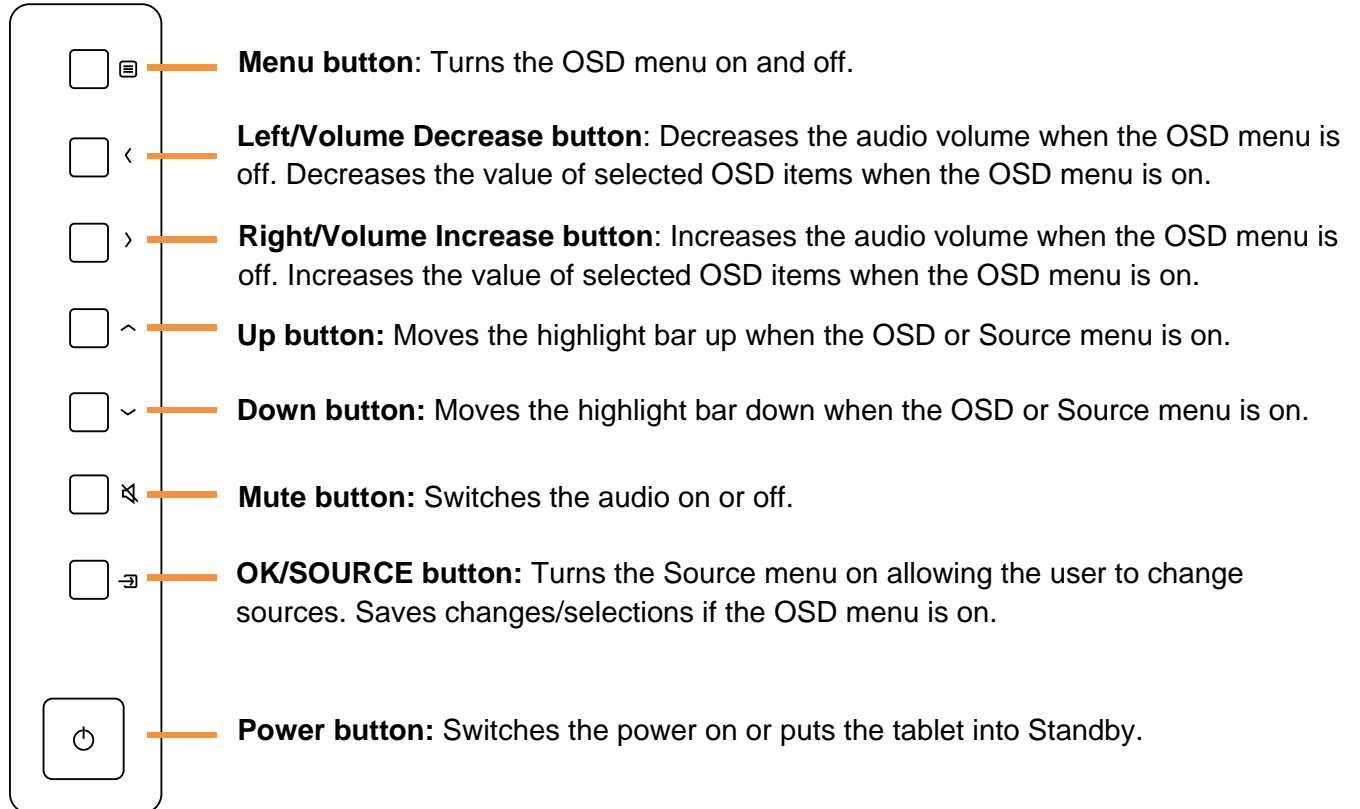 Menu button: Turns the OSD menu on and off.
Left/Volume Decrease button: Decreases the audio volume when the OSD menu is
off. Decreases the value of selected OSD items when the OSD menu is on.
Right/Volume Increase button: Increases the audio volume when the OSD menu is
off. Increases the value of selected OSD items when the OSD menu is on.
Up button: Moves the highlight bar up when the OSD or Source menu is on.
Down button: Moves the highlight bar down when the OSD or Source menu is on.
Mute button: Switches the audio on or off.
OK/SOURCE button: Turns the Source menu on allowing the user to change
sources. Saves changes/selections if the OSD menu is on.
Power button: Switches the power on or puts the tablet into Standby.